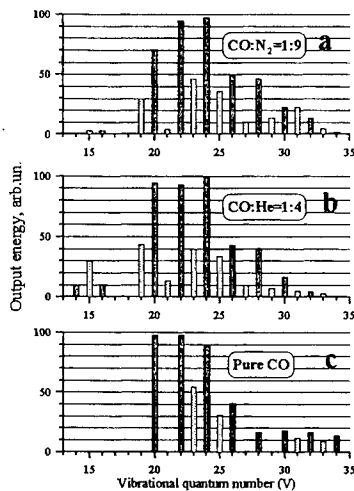 100
CO:N₂=1:9
a
50
0
15 20 25 30 35
100
CO:He=1:4
b
50
0
15 20 25 30 35
100
Pure CO
c
50
0
15 20 25 30 35
Output energy, arb.un.
Vibrational quantum number (V)